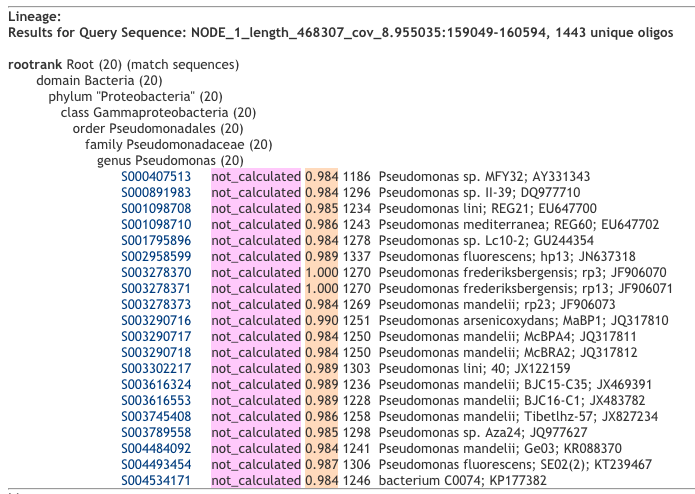 Lineage:
Results for Query Sequence: NODE_1_length_468307_cov_8.955035:159049-160594, 1443 unique oligos
rootrank Root (20) (match sequences)
domain Bacteria (20)
phylum "Proteobacteria" (20)
class Gammaproteobacteria (20)
order Pseudomonadales (20)
family Pseudomonadaceae (20)
genus Pseudomonas (20)
S000407513 not_calculated 0.984 1186 Pseudomonas sp. MFY32; AY331343
S000891983 not_calculated 0.984 1296 Pseudomonas sp. II-39; DQ977710
S001098708 not_calculated 0.985 1234 Pseudomonas lini; REG21; EU647700
S001098710 not_calculated 0.986 1243 Pseudomonas mediterranea; REG60; EU647702
S001795896 not_calculated 0.984 1278 Pseudomonas sp. Lc10-2; GU244354
S002958599 not_calculated 0.989 1337 Pseudomonas fluorescens; hp13; JN637318
S003278370 not_calculated 1.000 1270 Pseudomonas frederiksbergensis; rp3; JF906070
S003278371 not_calculated 1.000 1270 Pseudomonas frederiksbergensis; rp13; JF906071
S003278373 not_calculated 0.984 1269 Pseudomonas mandelii; rp23; JF906073
S003290716 not_calculated 0.990 1251 Pseudomonas arsenicoxydans; MaBP1; JQ317810
S003290717 not_calculated 0.984 1250 Pseudomonas mandelii; McBPA4; JQ317811
S003290718 not_calculated 0.984 1250 Pseudomonas mandelii; McBRA2; JQ317812
S003302217 not_calculated 0.989 1303 Pseudomonas lini; 40; JX122159
S003616324 not_calculated 0.989 1236 Pseudomonas mandelii; BJC15-C35; JX469391
S003616553 not_calculated 0.989 1228 Pseudomonas mandelii; BJC16-C1; JX483782
S003745408 not_calculated 0.986 1258 Pseudomonas mandelii; Tibetlhz-57; JX827234
S003789558 not_calculated 0.985 1298 Pseudomonas sp. Aza24; JQ977627
S004484092 not_calculated 0.984 1241 Pseudomonas mandelii; Ge03; KR088370
S004493454 not_calculated 0.987 1306 Pseudomonas fluorescens; SE02(2); KT239467
S004534171 not_calculated 0.984 1246 bacterium C0074; KP177382